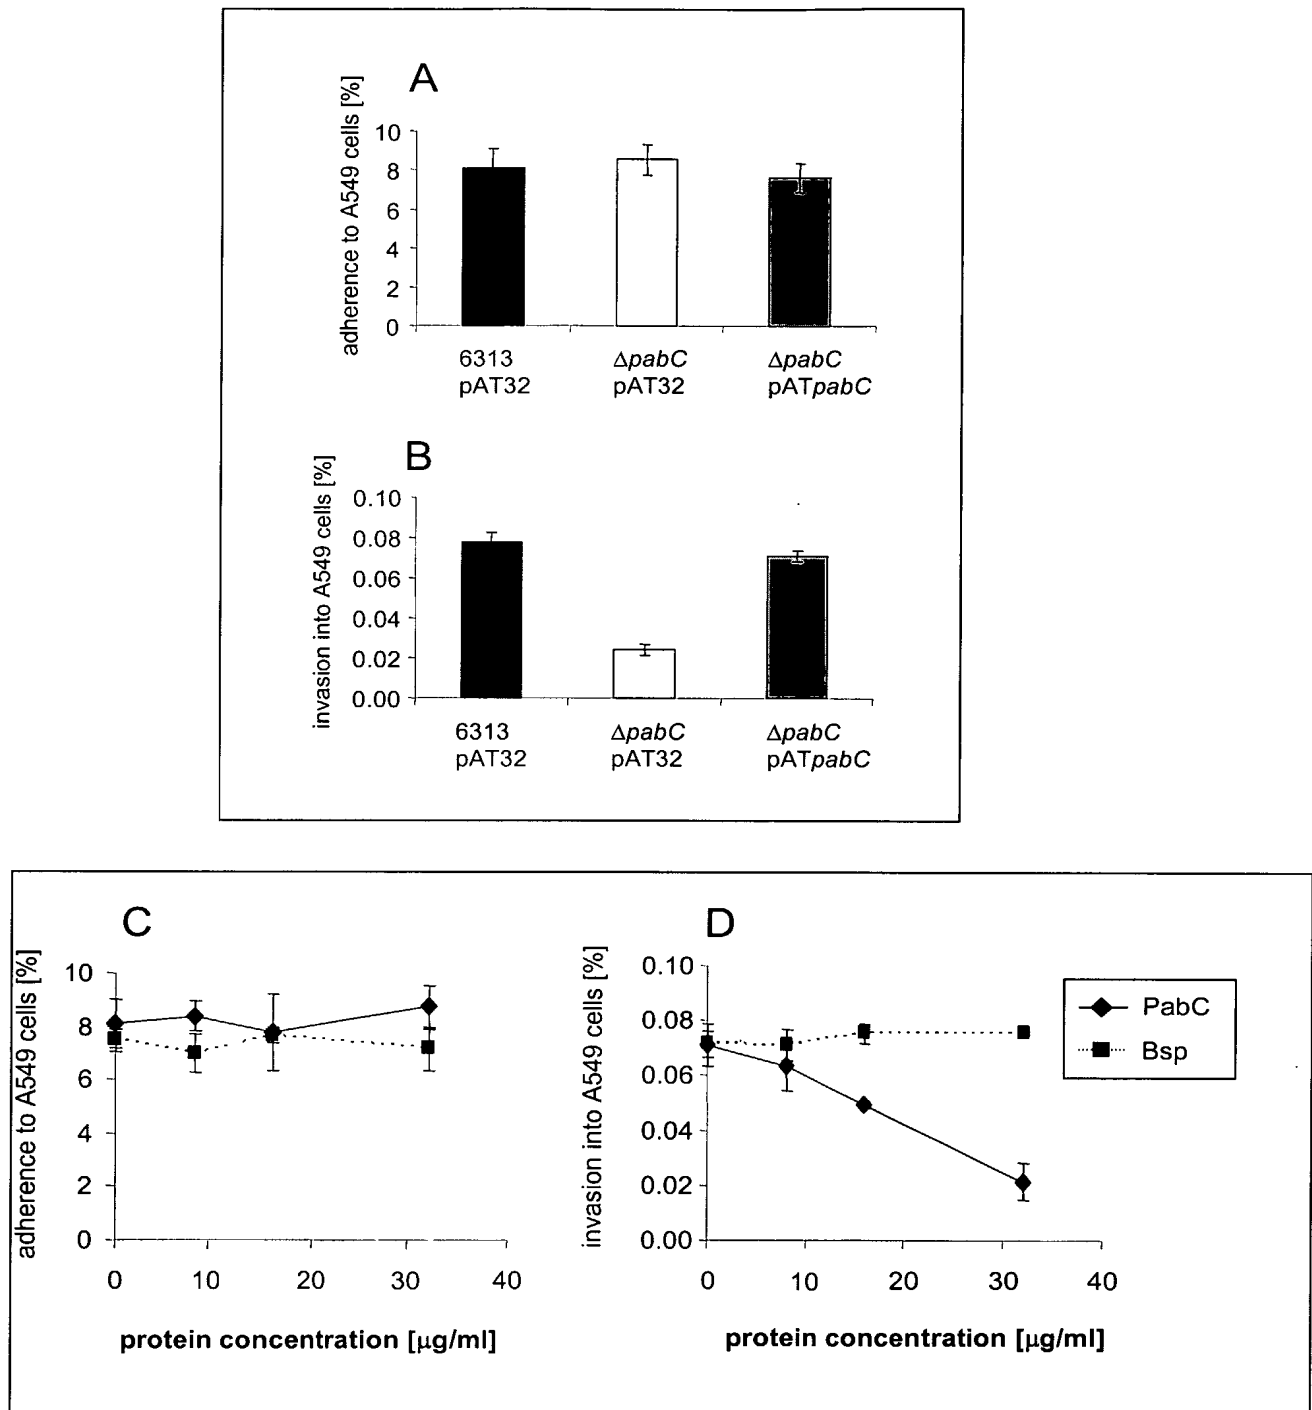 A
adherence to A549 cells [%]
10
8
6
4
2
0
6313
pAT32
ΔpabC
pAT32
ΔpabC
pATpabC
B
invasion into A549 cells [%]
0.10
0.08
0.06
0.04
0.02
0.00
6313
pAT32
ΔpabC
pAT32
ΔpabC
pATpabC
C
adherence to A549 cells [%]
10
8
6
4
2
0
0 10 20 30 40
protein concentration [μg/ml]
D
invasion into A549 cells [%]
0.10
0.08
0.06
0.04
0.02
0.00
0 10 20 30 40
protein concentration [μg/ml]
PabC
Bsp